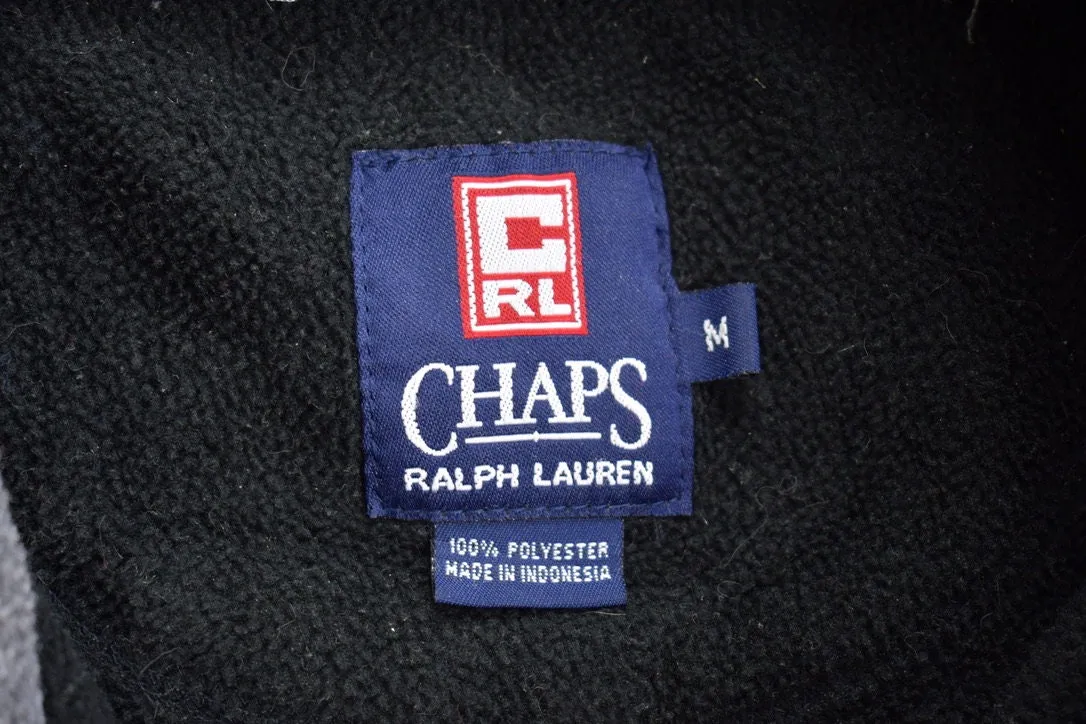 C
RL
CHAPS
RALPH LAUREN
M
100% POLYESTER
MADE IN INDONESIA